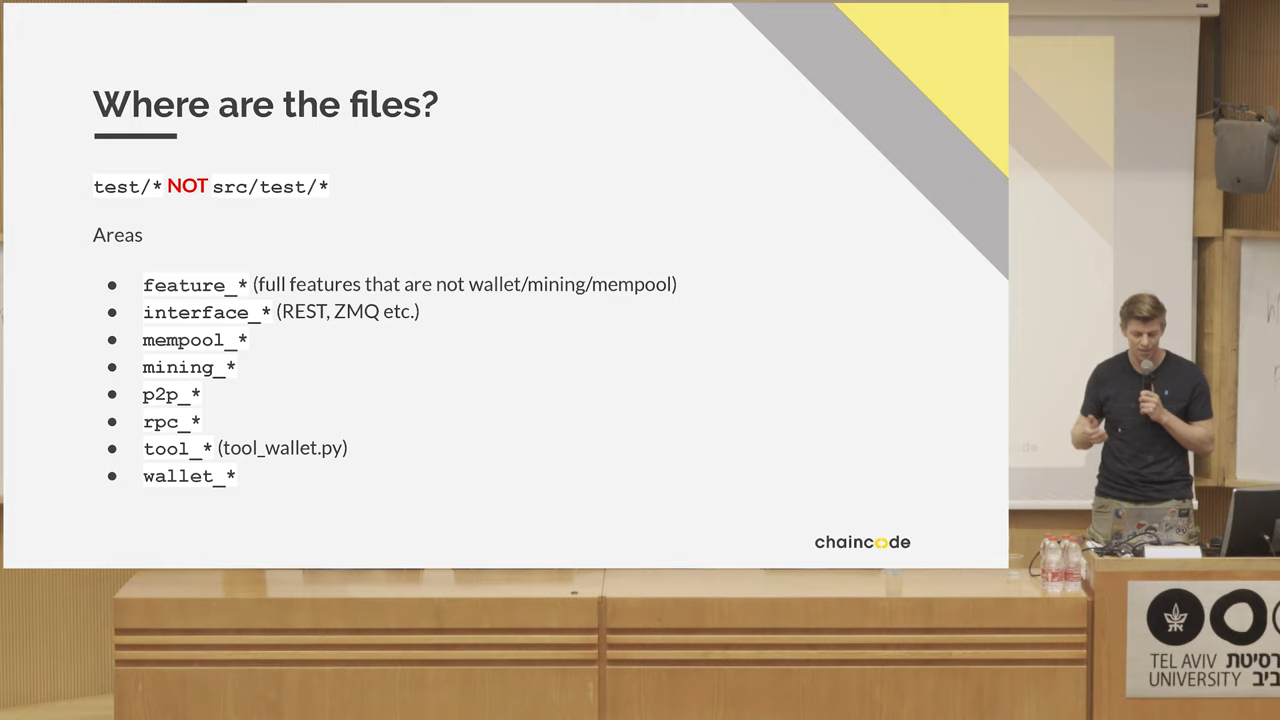 Where are the files?
test/* NOT src/test/*
Areas
● feature_* (full features that are not wallet/mining/mempool)
● interface_* (REST, ZMQ etc.)
● mempool_*
● mining_*
● p2p_*
● rpc_*
● tool_* (tool_wallet.py)
● wallet_*
chaincode
TEL AVIV
UNIVERSITY